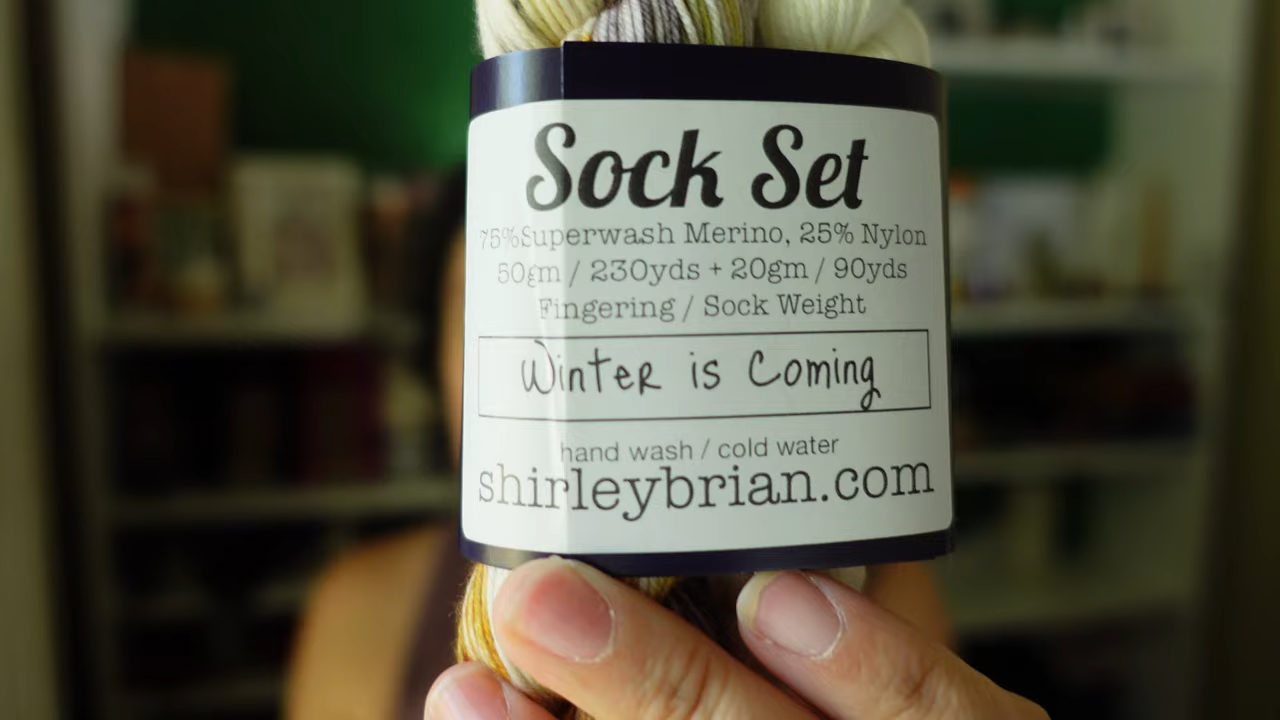 Sock Set
75%Superwash Merino, 25% Nylon
50gm / 230yds + 20gm / 90yds
Fingering / Sock Weight
Winter is Coming
hand wash / cold water
shirleybrian.com